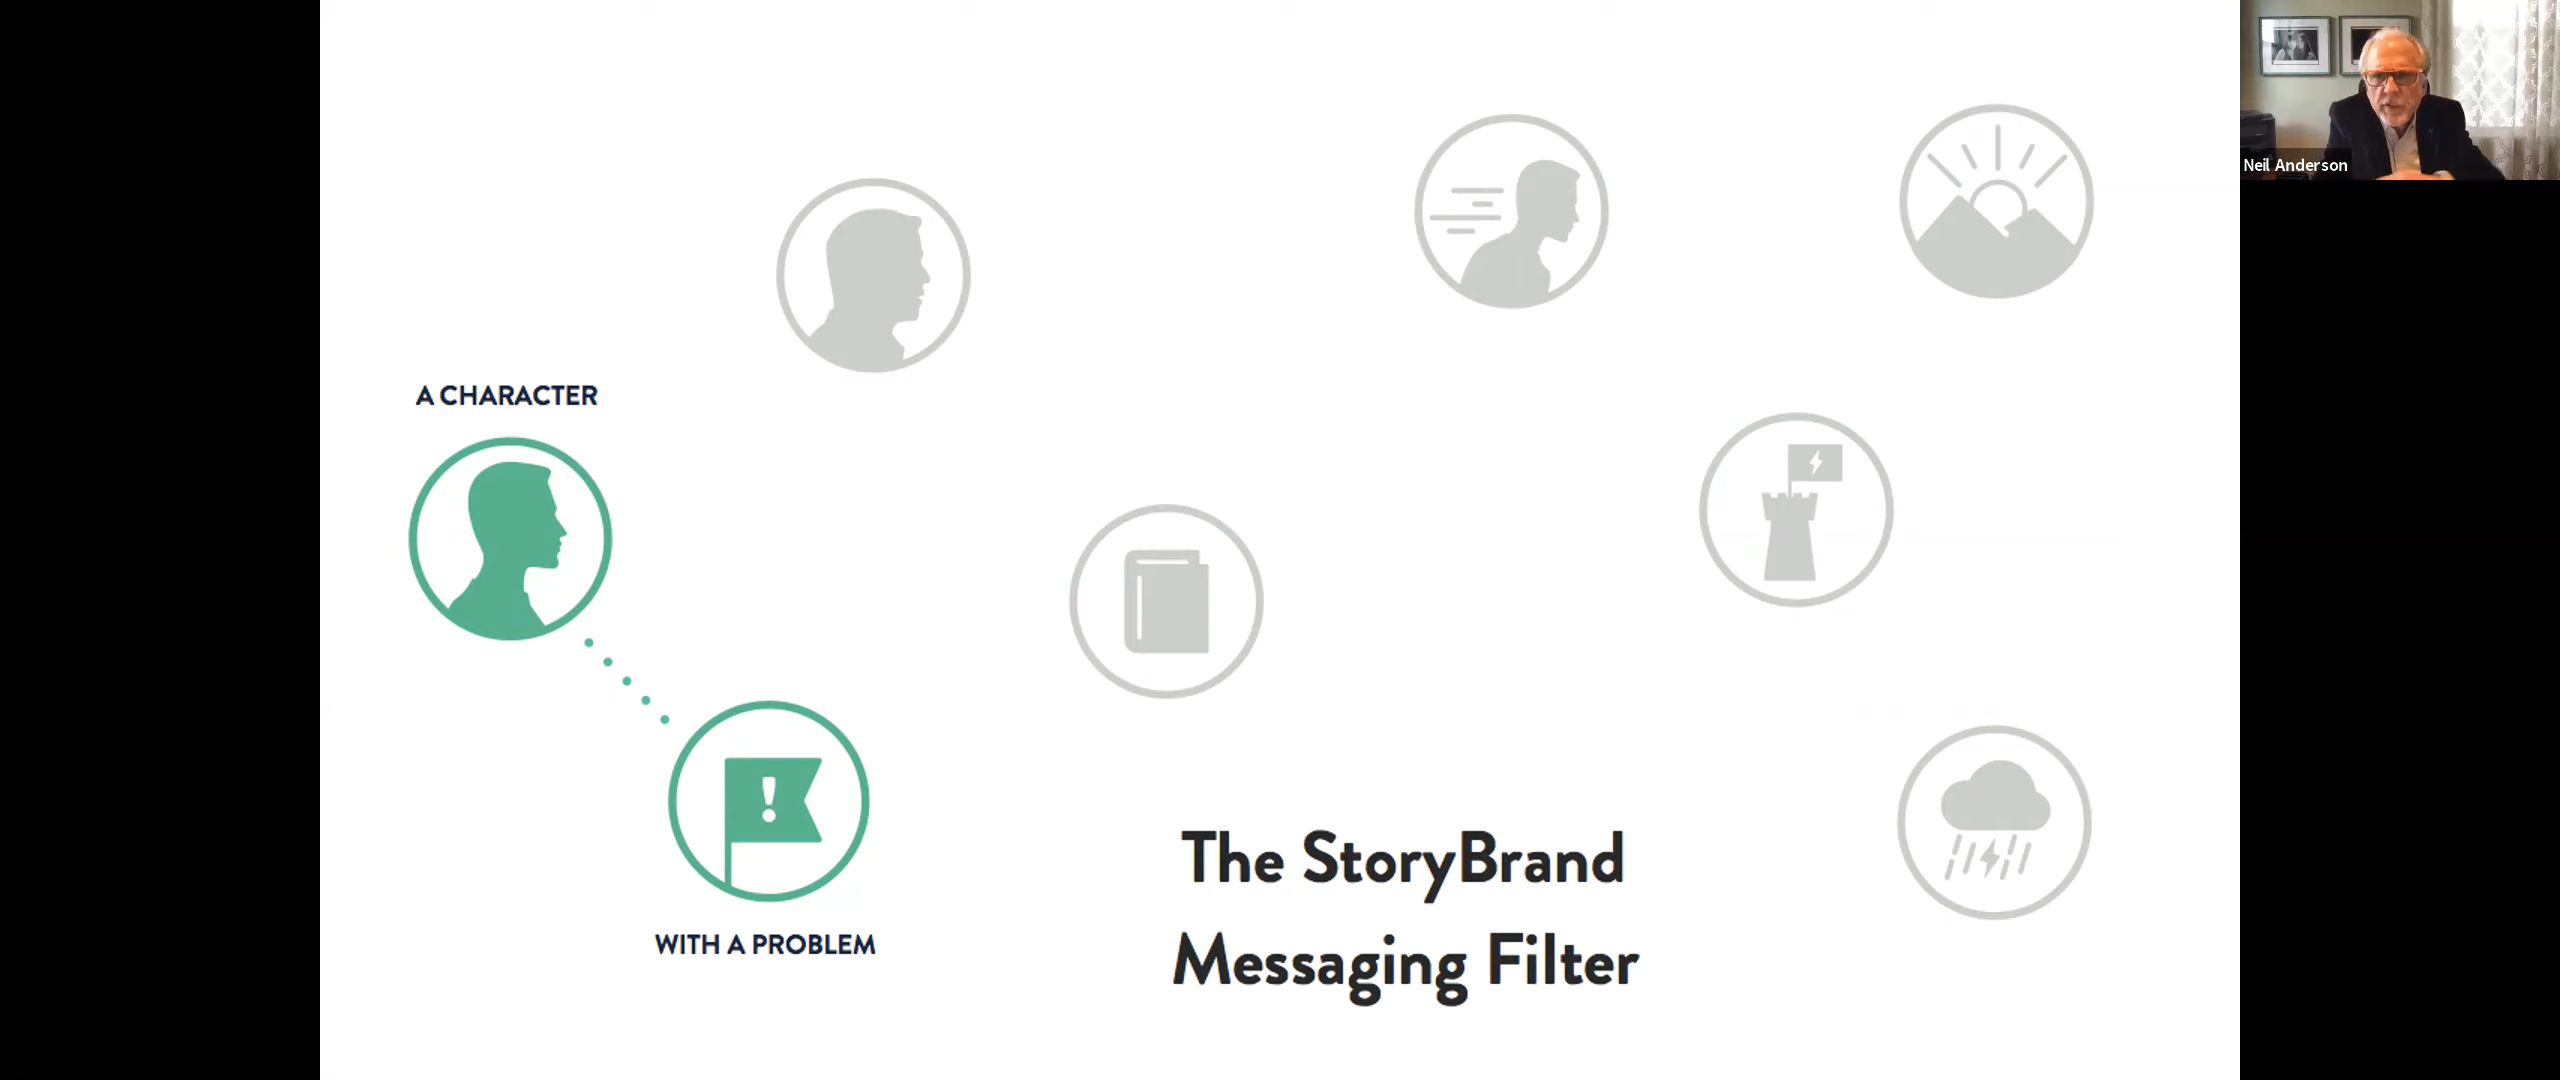 Neil Anderson
A CHARACTER
WITH A PROBLEM
The StoryBrand
Messaging Filter